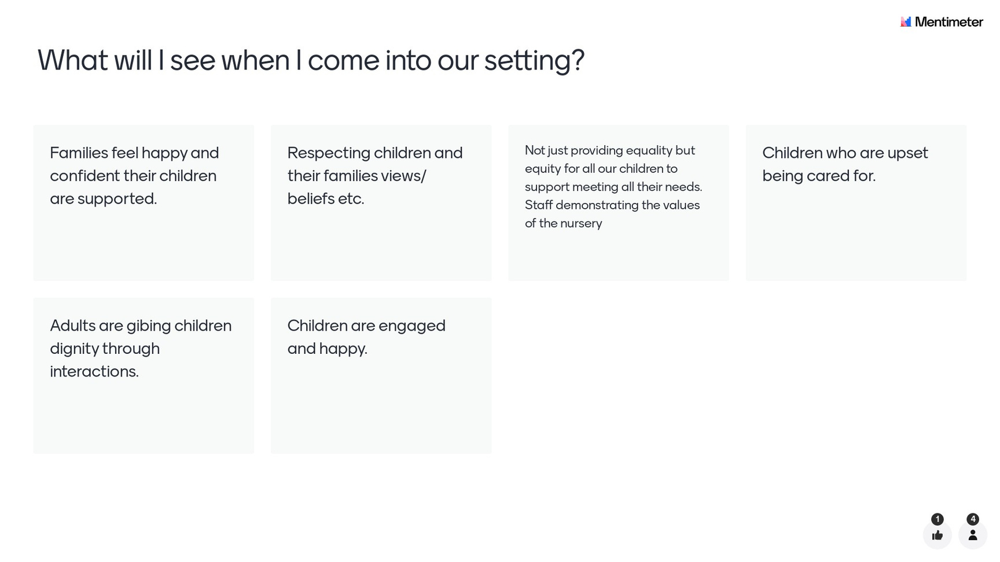 Mentimeter
What will I see when I come into our setting?
Families feel happy and
confident their children
are supported.
Respecting children and
their families views/
beliefs etc.
Not just providing equality but
equity for all our children to
support meeting all their needs.
Staff demonstrating the values
of the nursery
Children who are upset
being cared for.
Adults are gibing children
dignity through
interactions.
Children are engaged
and happy.
1
4